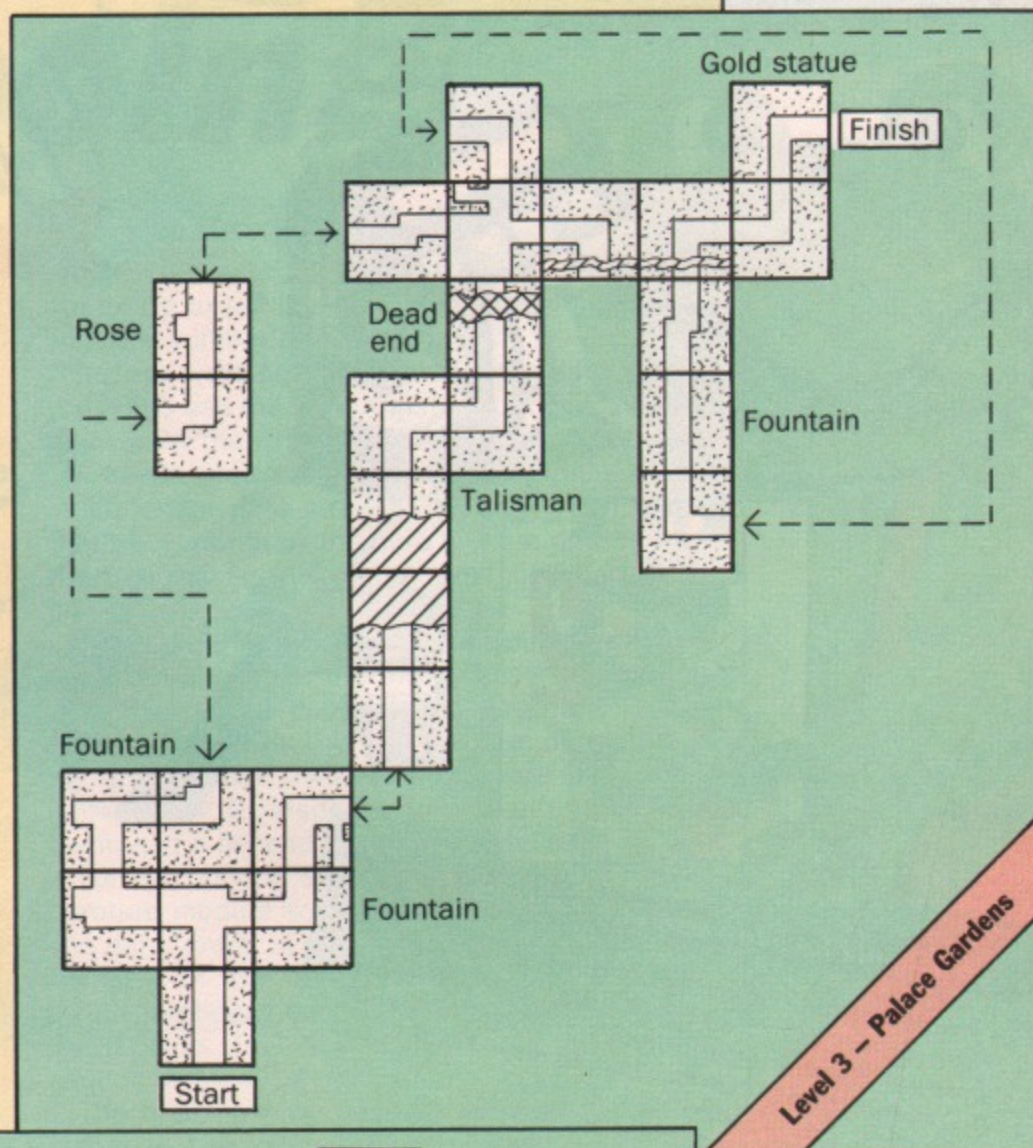 Gold statue
Finish
Rose
Dead
end
Fountain
Talisman
Fountain
Fountain
Start
Level 3 – Palace Gardens